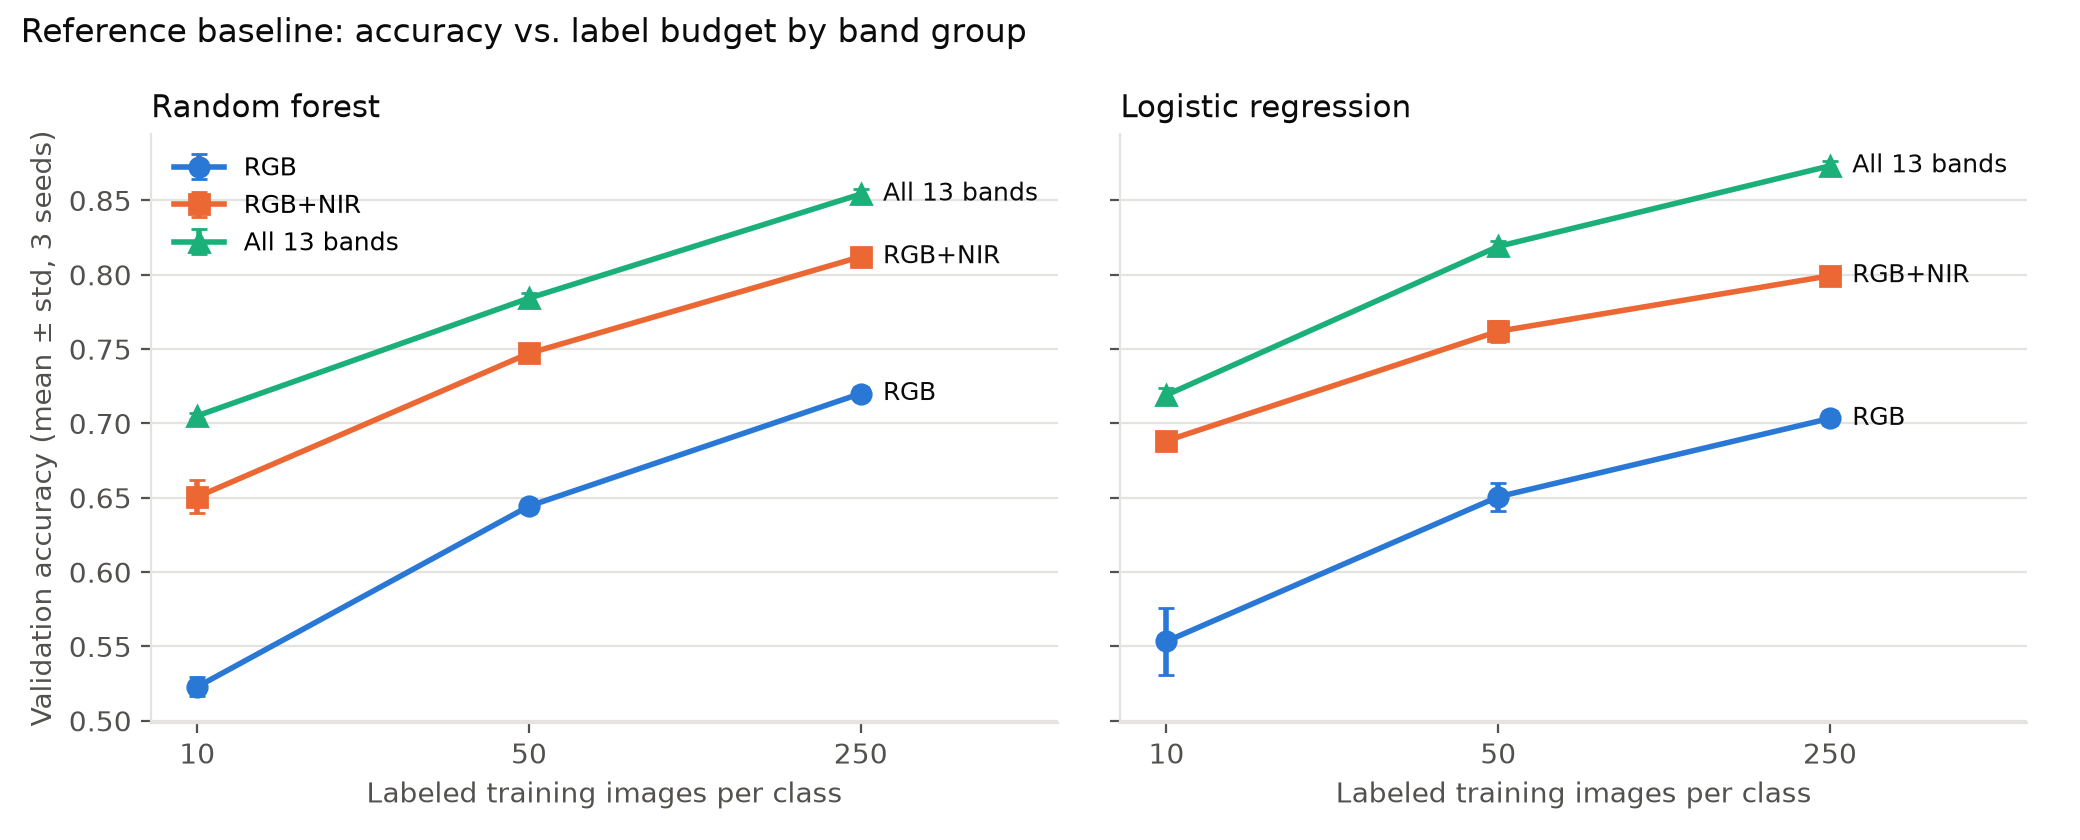 Reference baseline: accuracy vs. label budget by band group
Random forest
Validation accuracy (mean ± std, 3 seeds)
0.85
0.80
0.75
0.70
0.65
0.60
0.55
0.50
RGB
RGB+NIR
All 13 bands
All 13 bands
RGB+NIR
RGB
10
50
250
Labeled training images per class
Logistic regression
All 13 bands
RGB+NIR
RGB
10
50
250
Labeled training images per class